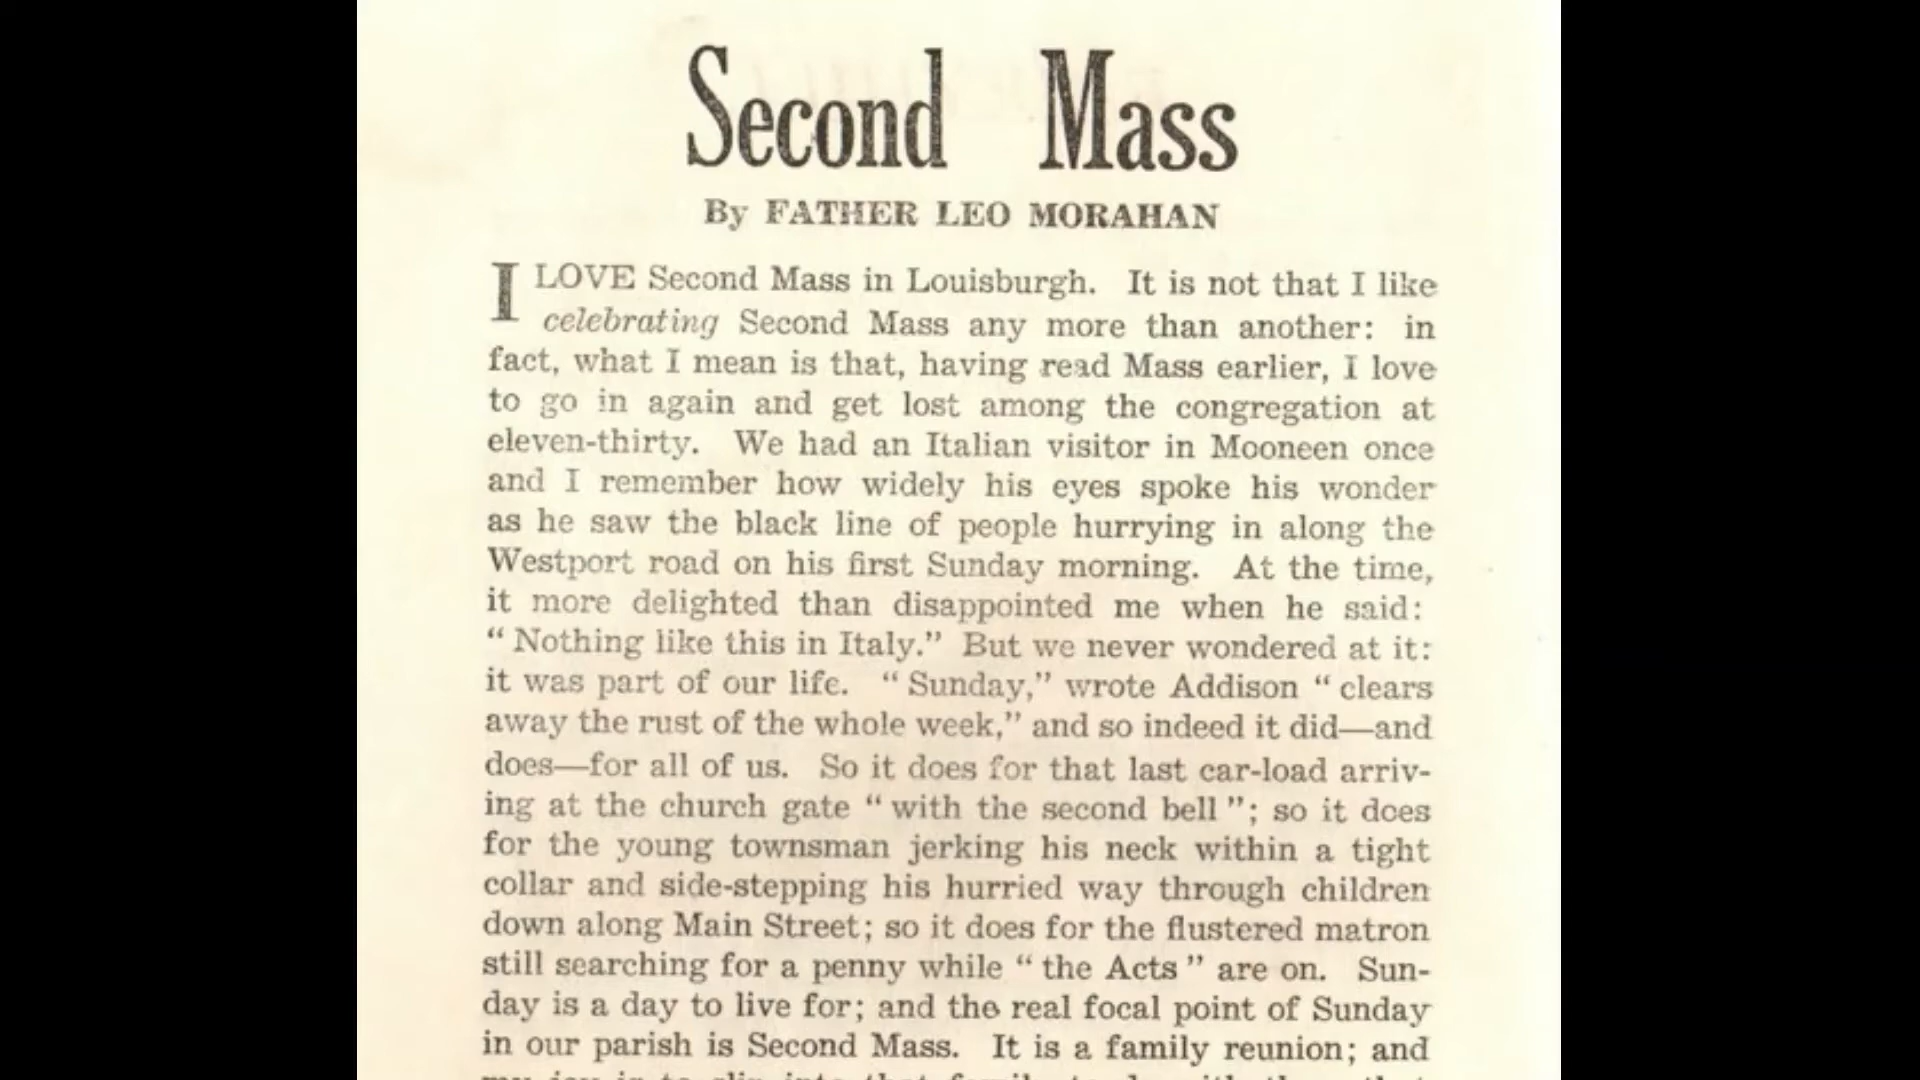 Second Mass
By FATHER LEO MORAHAN
I LOVE Second Mass in Louisburgh. It is not that I like
celebrating Second Mass any more than another: in
fact, what I mean is that, having read Mass earlier, I love
to go in again and get lost among the congregation at
eleven-thirty. We had an Italian visitor in Mooneen once
and I remember how widely his eyes spoke his wonder
as he saw the black line of people hurrying in along the
Westport road on his first Sunday morning. At the time,
it more delighted than disappointed me when he said:
“ Nothing like this in Italy.” But we never wondered at it:
it was part of our life. “ Sunday,” wrote Addison “ clears
away the rust of the whole week,” and so indeed it did—and
does—for all of us. So it does for that last car-load arriv-
ing at the church gate “ with the second bell ”; so it does
for the young townsman jerking his neck within a tight
collar and side-stepping his hurried way through children
down along Main Street; so it does for the flustered matron
still searching for a penny while “ the Acts ” are on. Sun-
day is a day to live for; and the real focal point of Sunday
in our parish is Second Mass. It is a family reunion; and